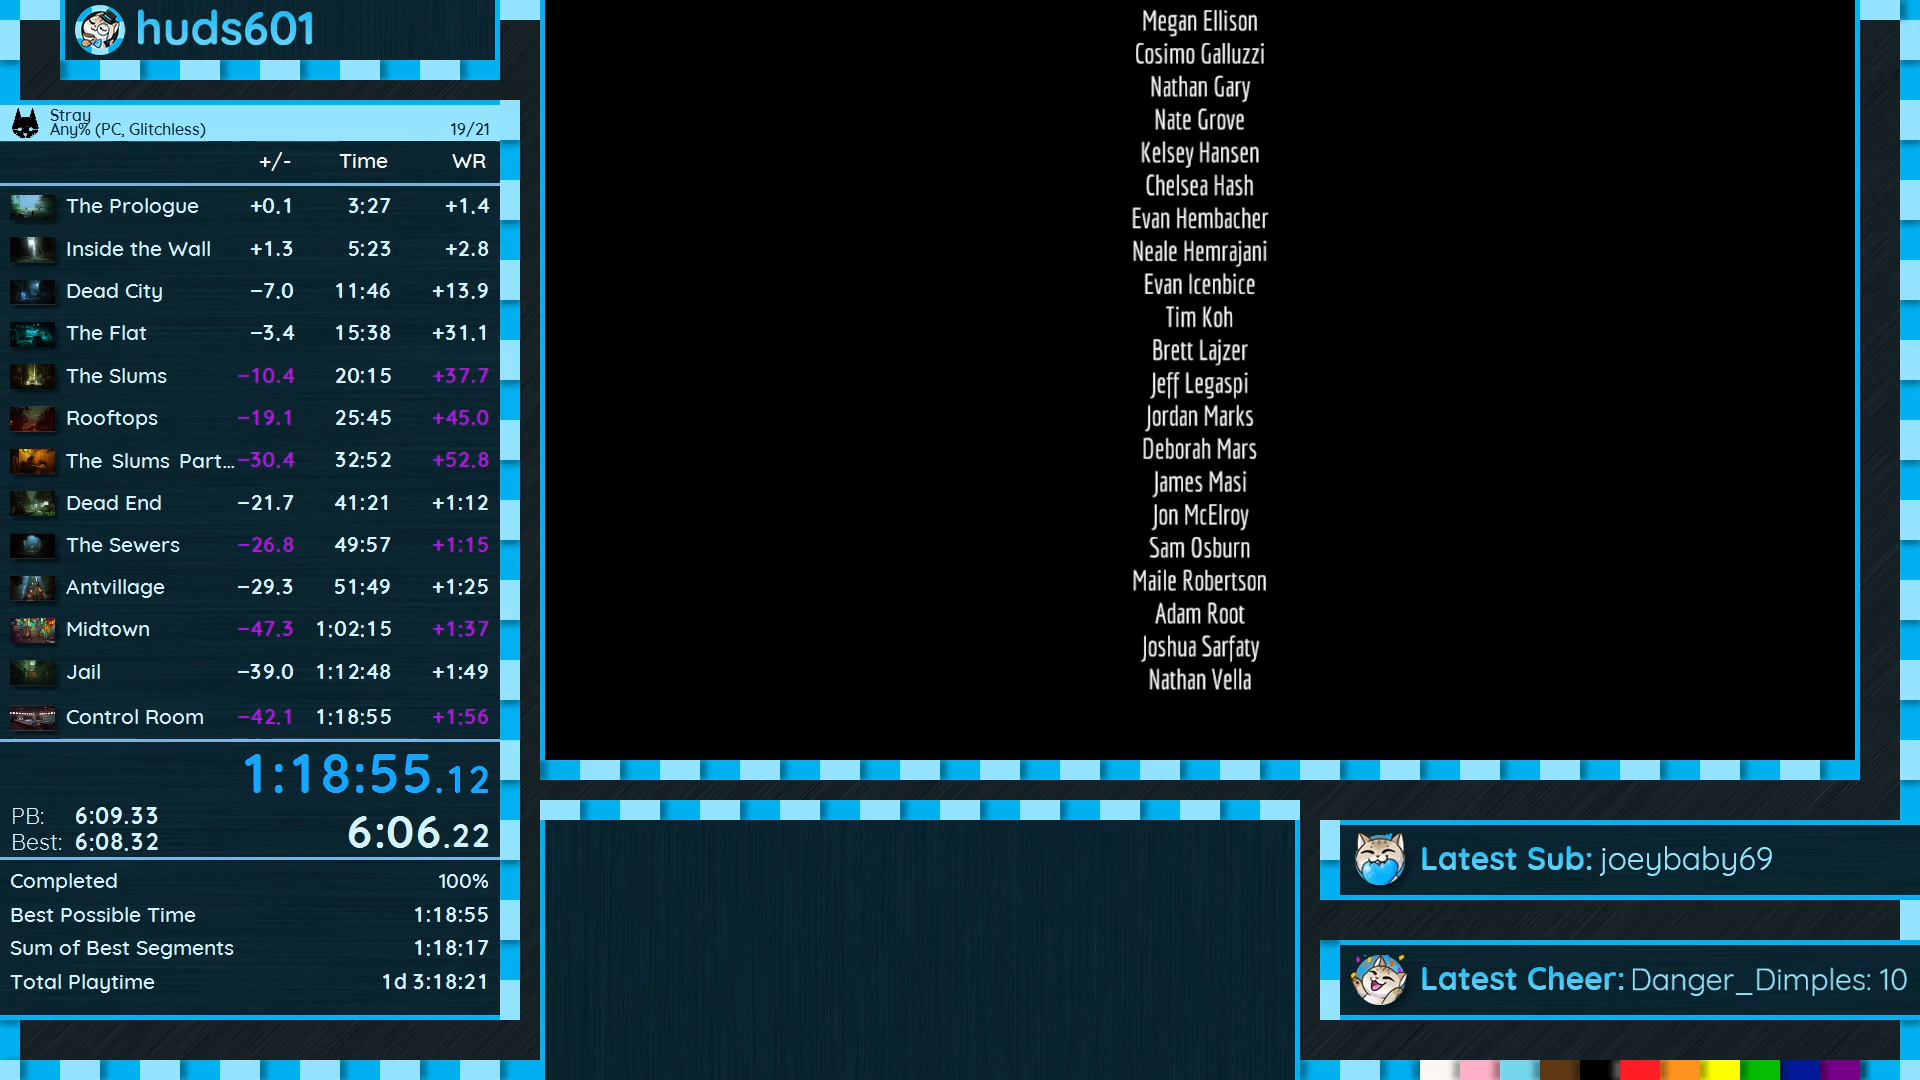 huds601
Stray
Any% (PC, Glitchless) 19/21
+/- Time WR
The Prologue +0.1 3:27 +1.4
Inside the Wall +1.3 5:23 +2.8
Dead City −7.0 11:46 +13.9
The Flat −3.4 15:38 +31.1
The Slums −10.4 20:15 +37.7
Rooftops −19.1 25:45 +45.0
The Slums Part... −30.4 32:52 +52.8
Dead End −21.7 41:21 +1:12
The Sewers −26.8 49:57 +1:15
Antvillage −29.3 51:49 +1:25
Midtown −47.3 1:02:15 +1:37
Jail −39.0 1:12:48 +1:49
Control Room −42.1 1:18:55 +1:56
1:18:55.12
PB: 6:09.33
Best: 6:08.32
6:06.22
Completed 100%
Best Possible Time 1:18:55
Sum of Best Segments 1:18:17
Total Playtime 1d 3:18:21
Megan Ellison
Cosimo Galluzzi
Nathan Gary
Nate Grove
Kelsey Hansen
Chelsea Hash
Evan Hembacher
Neale Hemrajani
Evan Icenbice
Tim Koh
Brett Lajzer
Jeff Legaspi
Jordan Marks
Deborah Mars
James Masi
Jon McElroy
Sam Osburn
Maile Robertson
Adam Root
Joshua Sarfaty
Nathan Vella
Latest Sub: joeybaby69
Latest Cheer: Danger_Dimples: 10